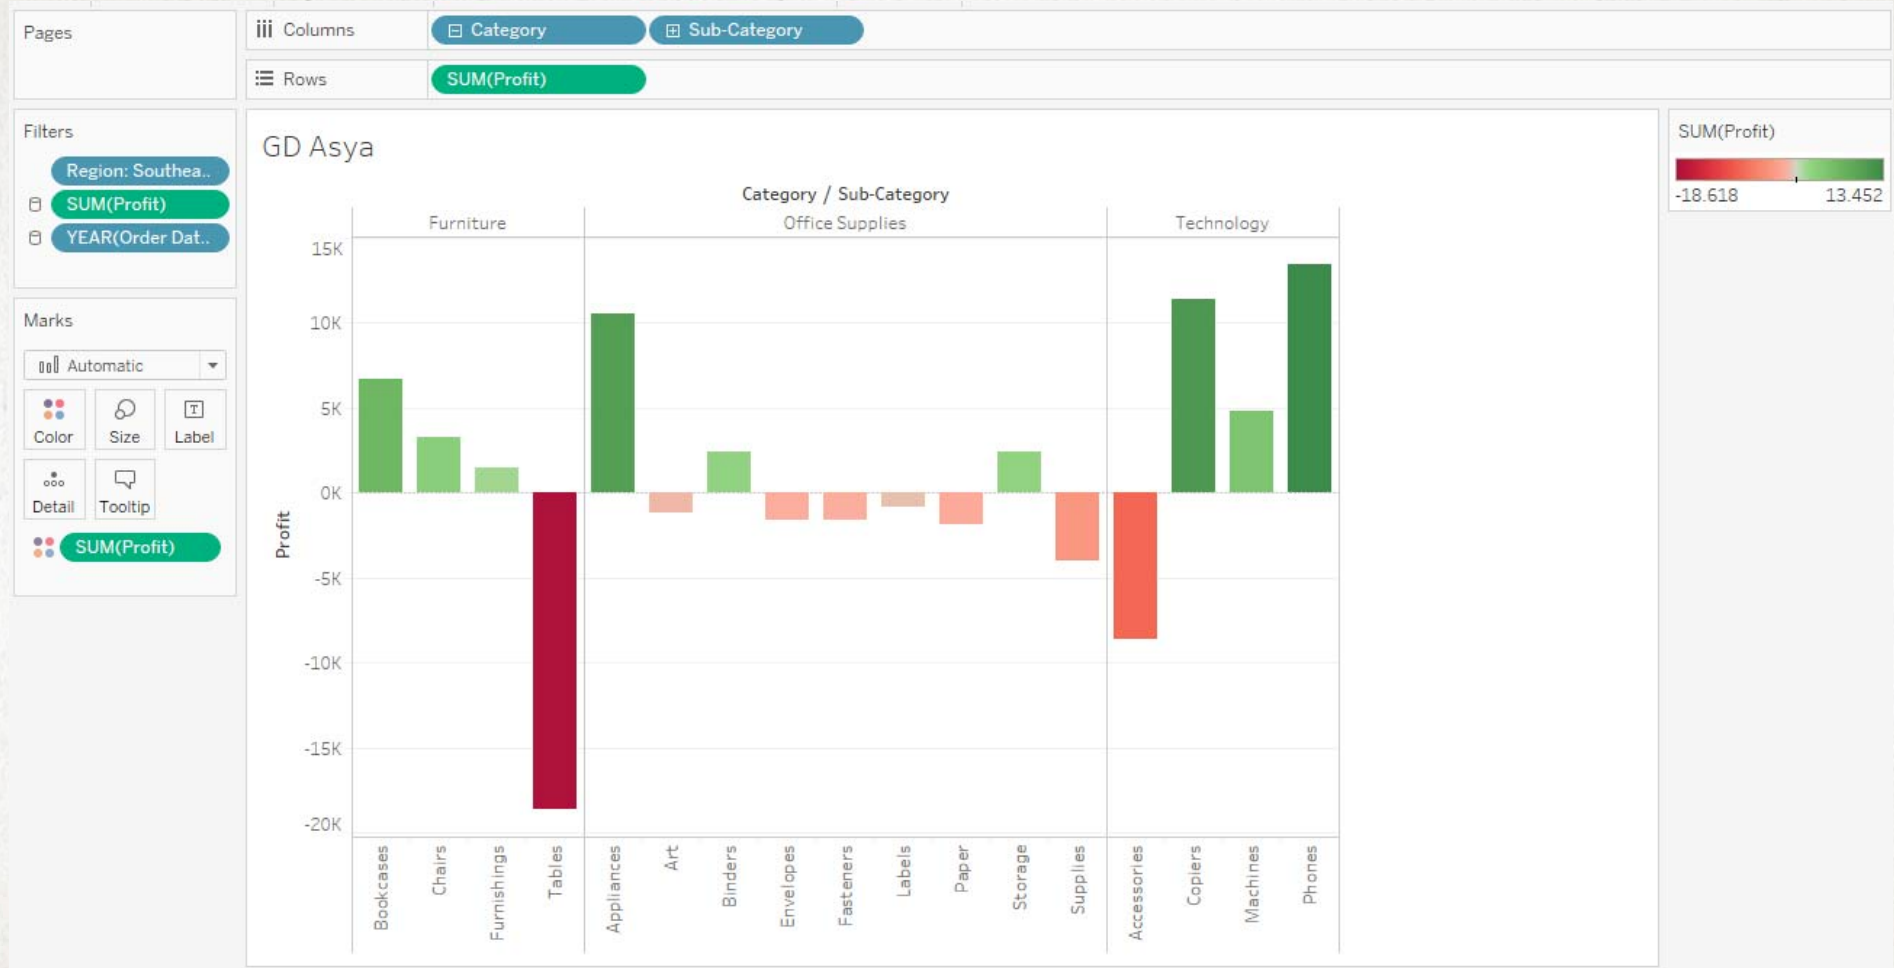 Pages
Columns
Category
Sub-Category
Rows
SUM(Profit)
Filters
Region: Southea..
SUM(Profit)
YEAR(Order Dat..
Marks
Automatic
Color
Size
T
Label
Detail
Tooltip
SUM(Profit)
GD Asya
Category / Sub-Category
Furniture
Office Supplies
Technology
Profit
15K
10K
5K
0K
-5K
-10K
-15K
-20K
Bookcases
Chairs
Furnishings
Tables
Appliances
Art
Binders
Envelopes
Fasteners
Labels
Paper
Storage
Supplies
Accessories
Copiers
Machines
Phones
SUM(Profit)
-18.618 13.452